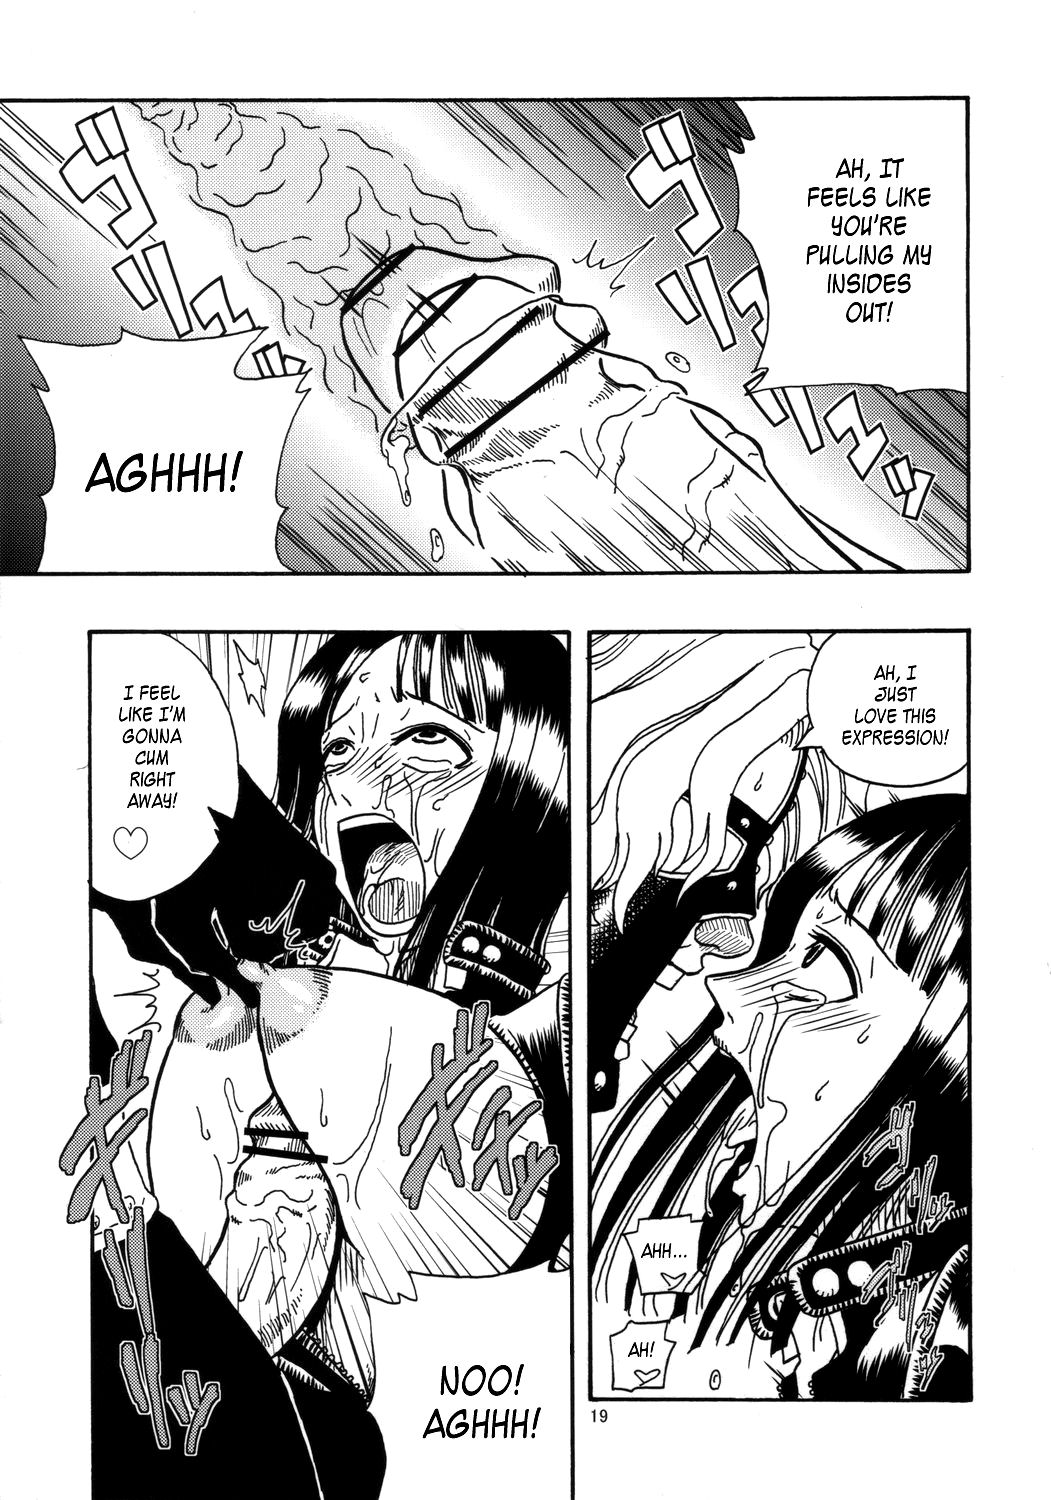 AH, IT
FEELS LIKE
YOU'RE
PULLING MY
INSIDES
OUT!
AGHHH!
AH, I
JUST
LOVE THIS
EXPRESSION!
AHH...
AH!
I FEEL
LIKE I'M
GONNA
CUM
RIGHT
AWAY!
NOO!
AGHHH!
19